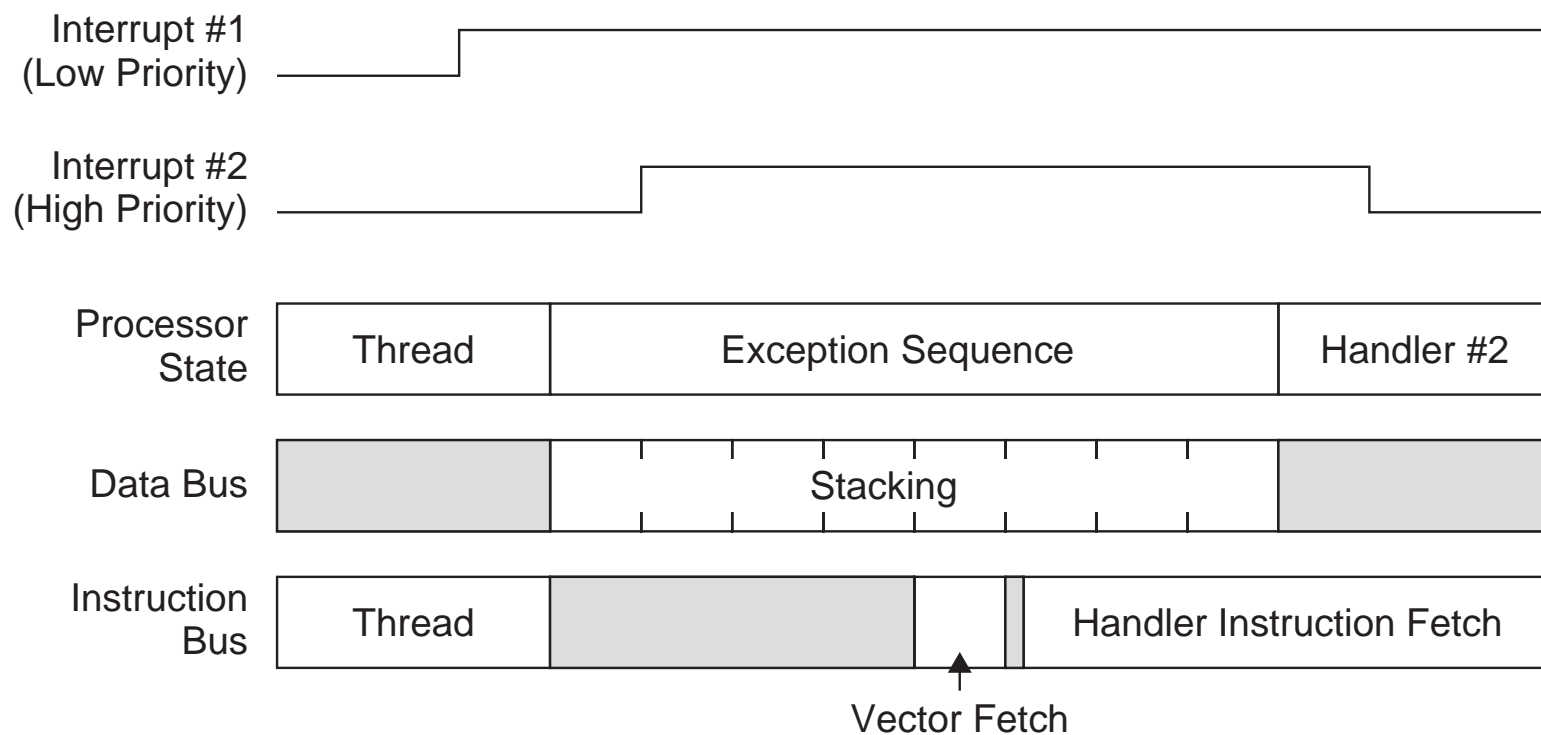 Interrupt #1
(Low Priority)
Interrupt #2
(High Priority)
Processor
State
Thread
Exception Sequence
Handler #2
Data Bus
Stacking
Instruction
Bus
Thread
Handler Instruction Fetch
Vector Fetch